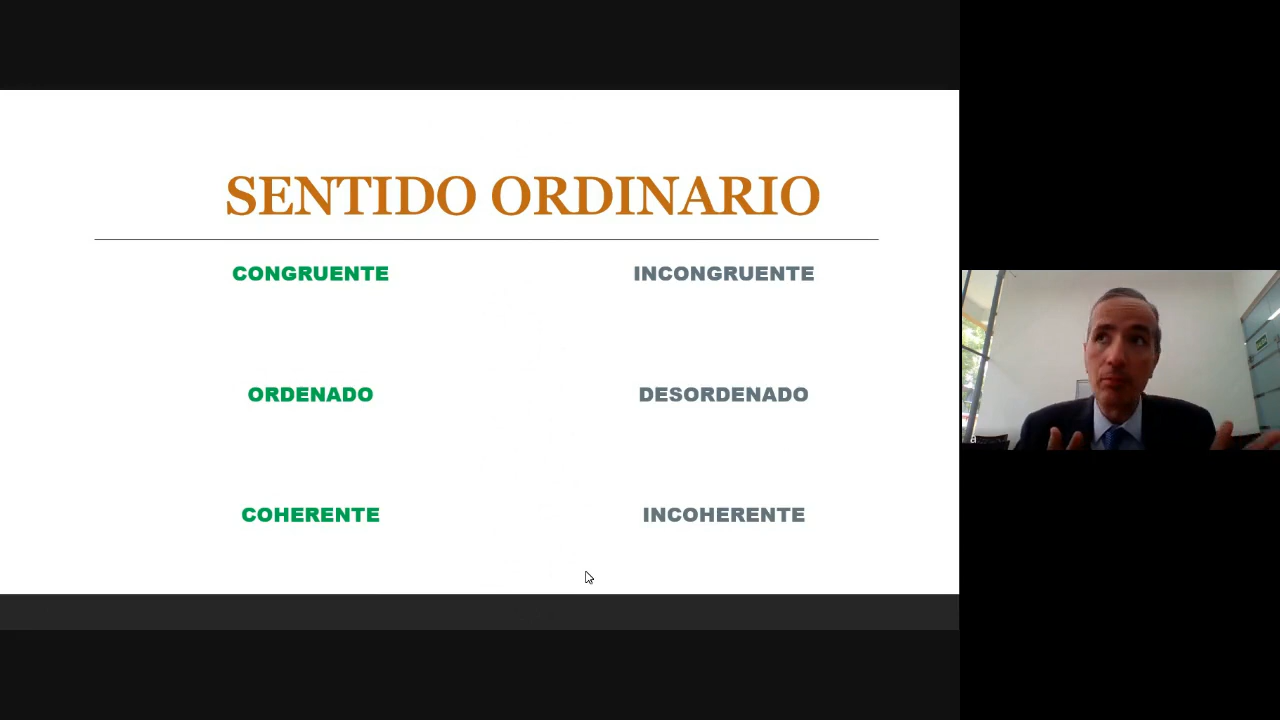 SENTIDO ORDINARIO
CONGRUENTE
INCONGRUENTE
ORDENADO
DESORDENADO
COHERENTE
INCOHERENTE